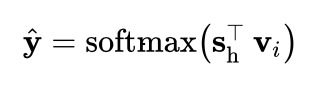 ŷ = softmax(s_h^⊤ v_i)